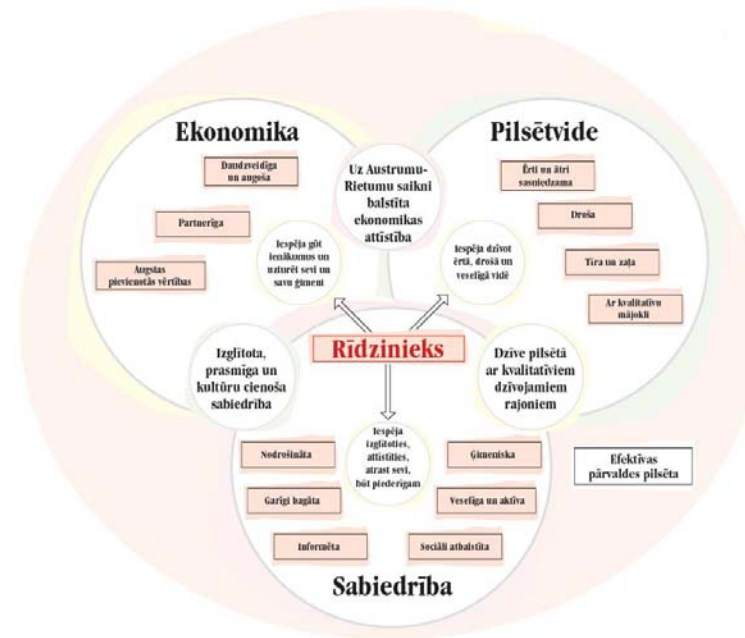 Ekonomika
Pilsētvide
Daudzveidīga
un augoša
Partnerīga
Augstas
pievienotās vērtības
Uz Austrumu-
Rietumu saikni
balstīta
ekonomikas
attīstība
Ērti un ātri
sasniedzama
Droša
Tīra un zaļa
Ar kvalitatīvu
mājokli
Iespēja gūt
ienākumos un
uzturēt sevi un
savu ģimeni
Iespēja dzīvot
ērtā, drošā un
veselīgā vidē
Rīdzinieks
Izglītota,
prasmīga un
kultūru cienoša
sabiedrība
Dzīve pilsētā
ar kvalitatīviem
dzīvojamiem
rajoniem
Iespēja
izglītoties,
attīstīties,
atrast sevi,
būt piederīgam
Nodrošināta
Garīgi bagāta
Informēta
Ģimeniska
Veselīga un aktīva
Sociāli atbalstīta
Sabiedrība
Efektīvas
pārvaldes pilsēta